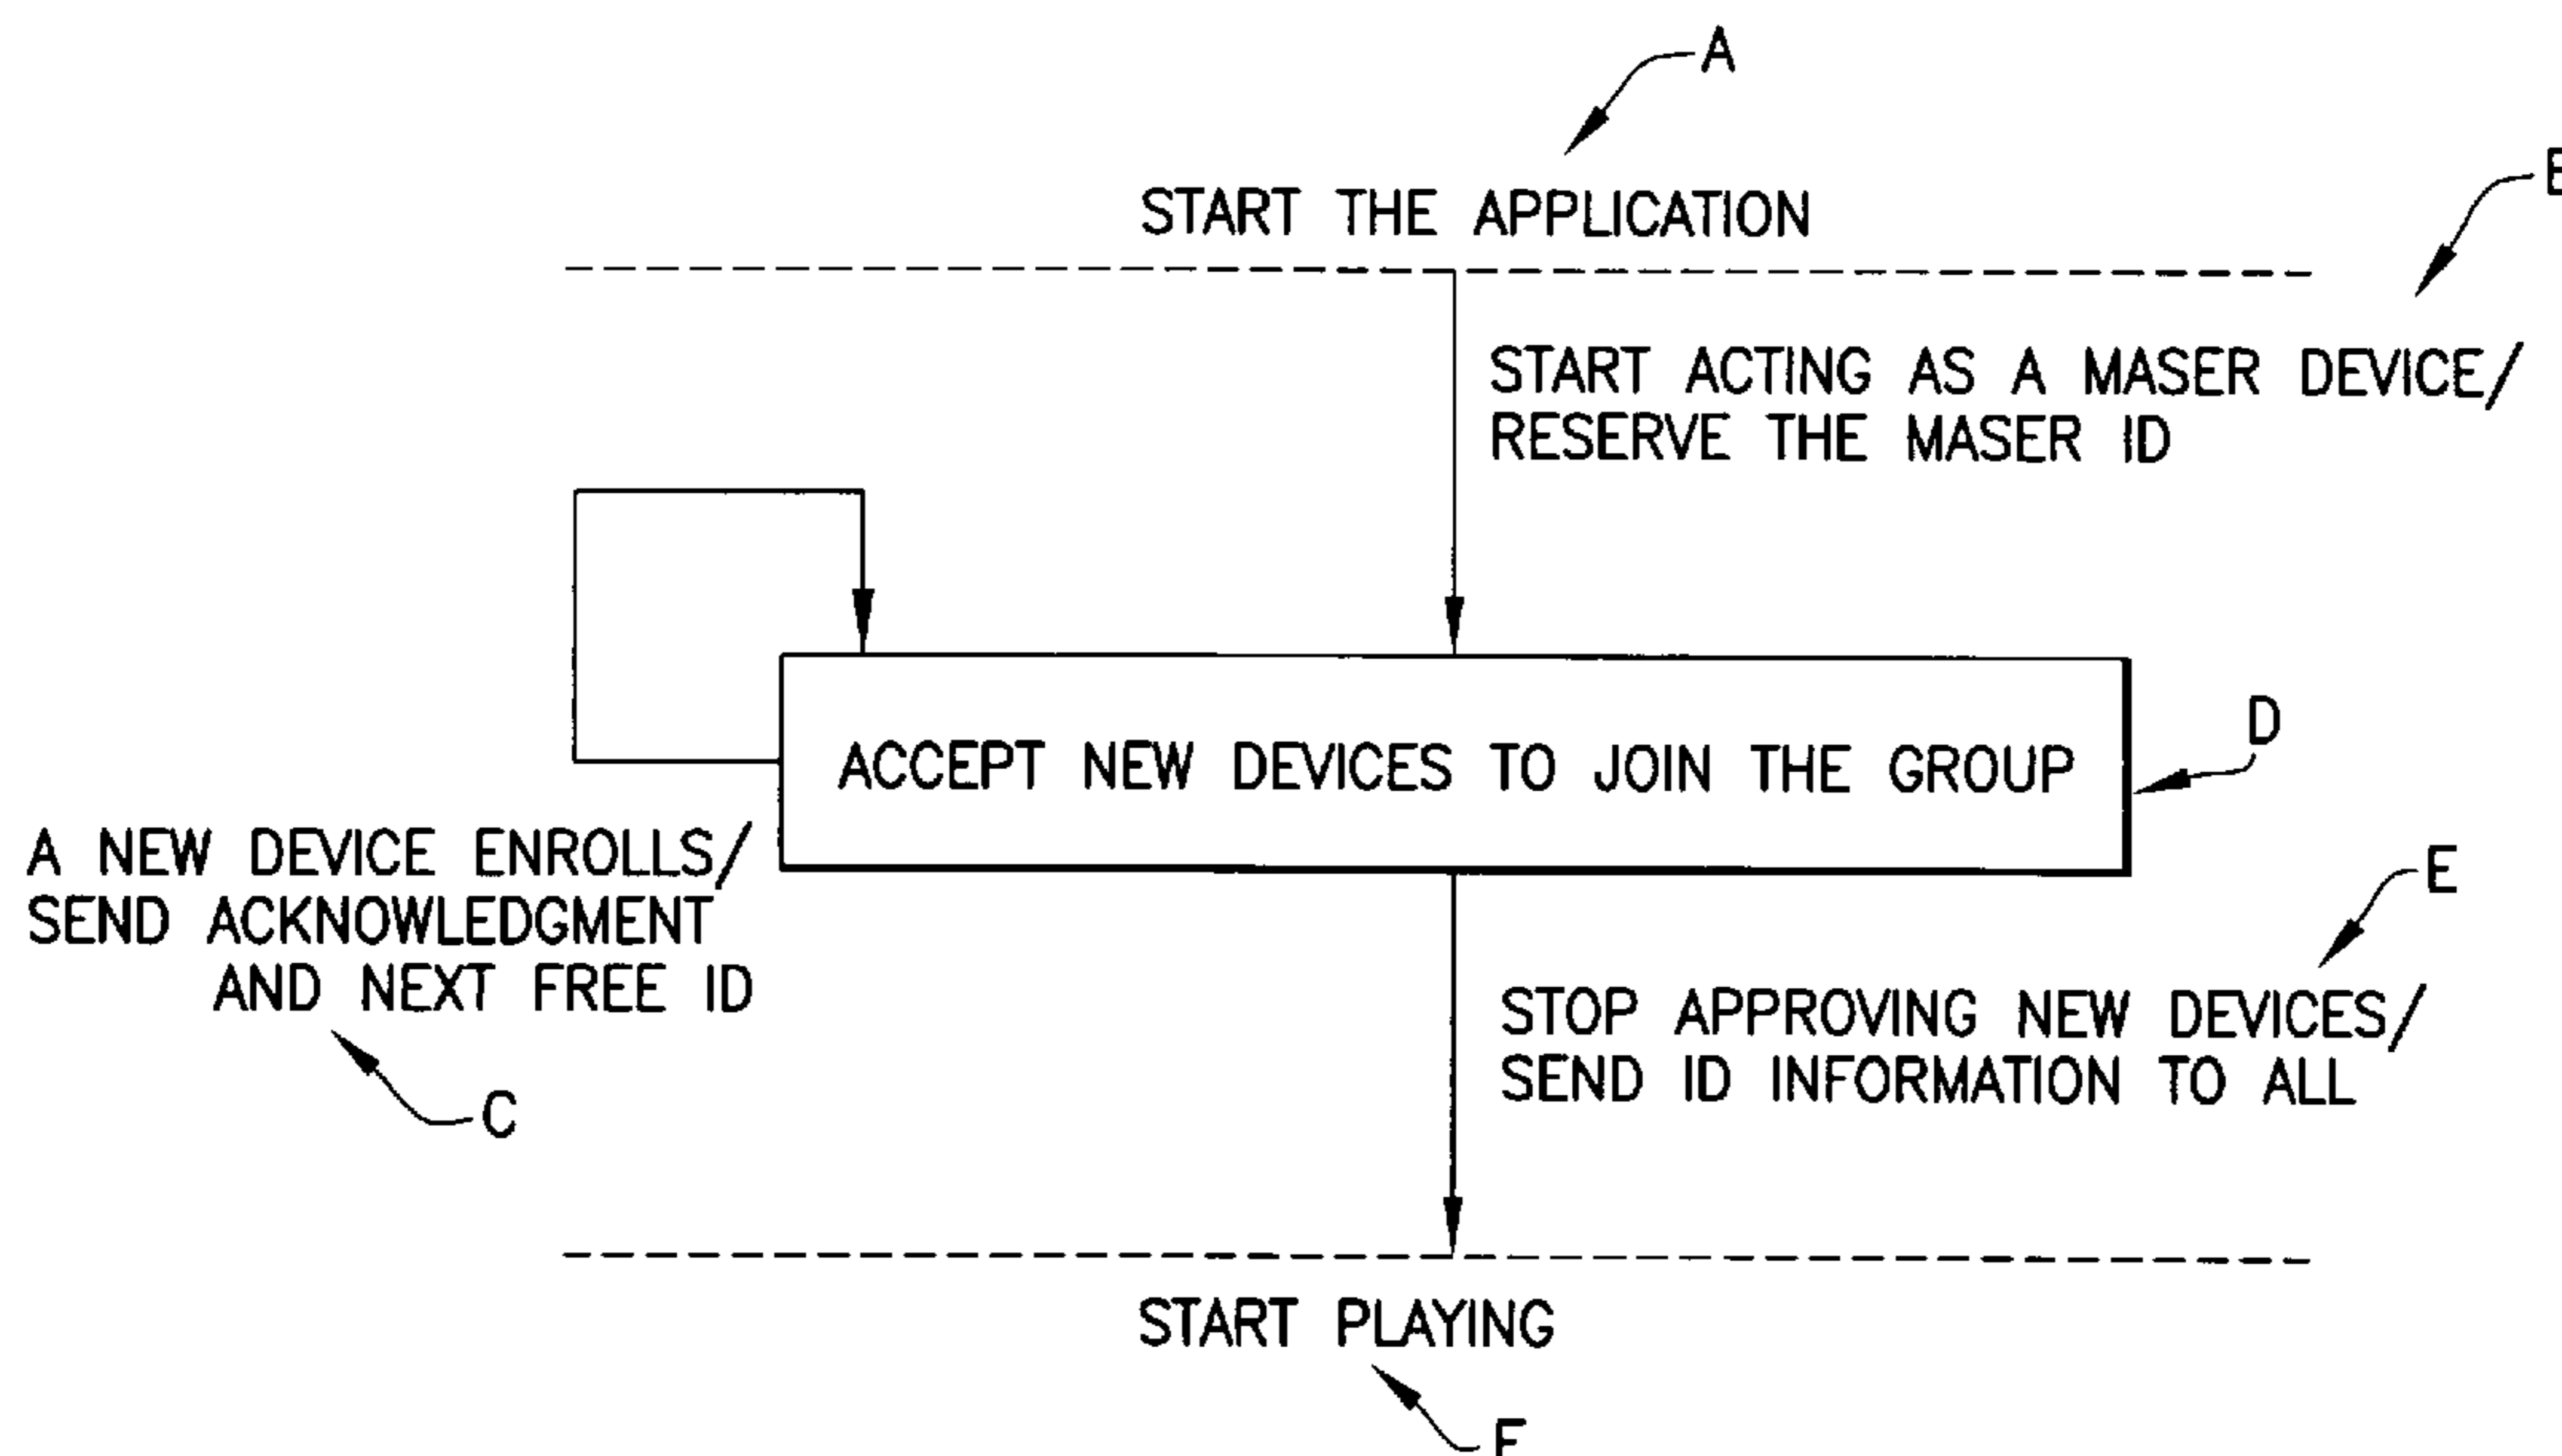 A
START THE APPLICATION
START ACTING AS A MASER DEVICE/
RESERVE THE MASER ID
ACCEPT NEW DEVICES TO JOIN THE GROUP
D
A NEW DEVICE ENROLLS/
SEND ACKNOWLEDGMENT
AND NEXT FREE ID
C
E
STOP APPROVING NEW DEVICES/
SEND ID INFORMATION TO ALL
START PLAYING